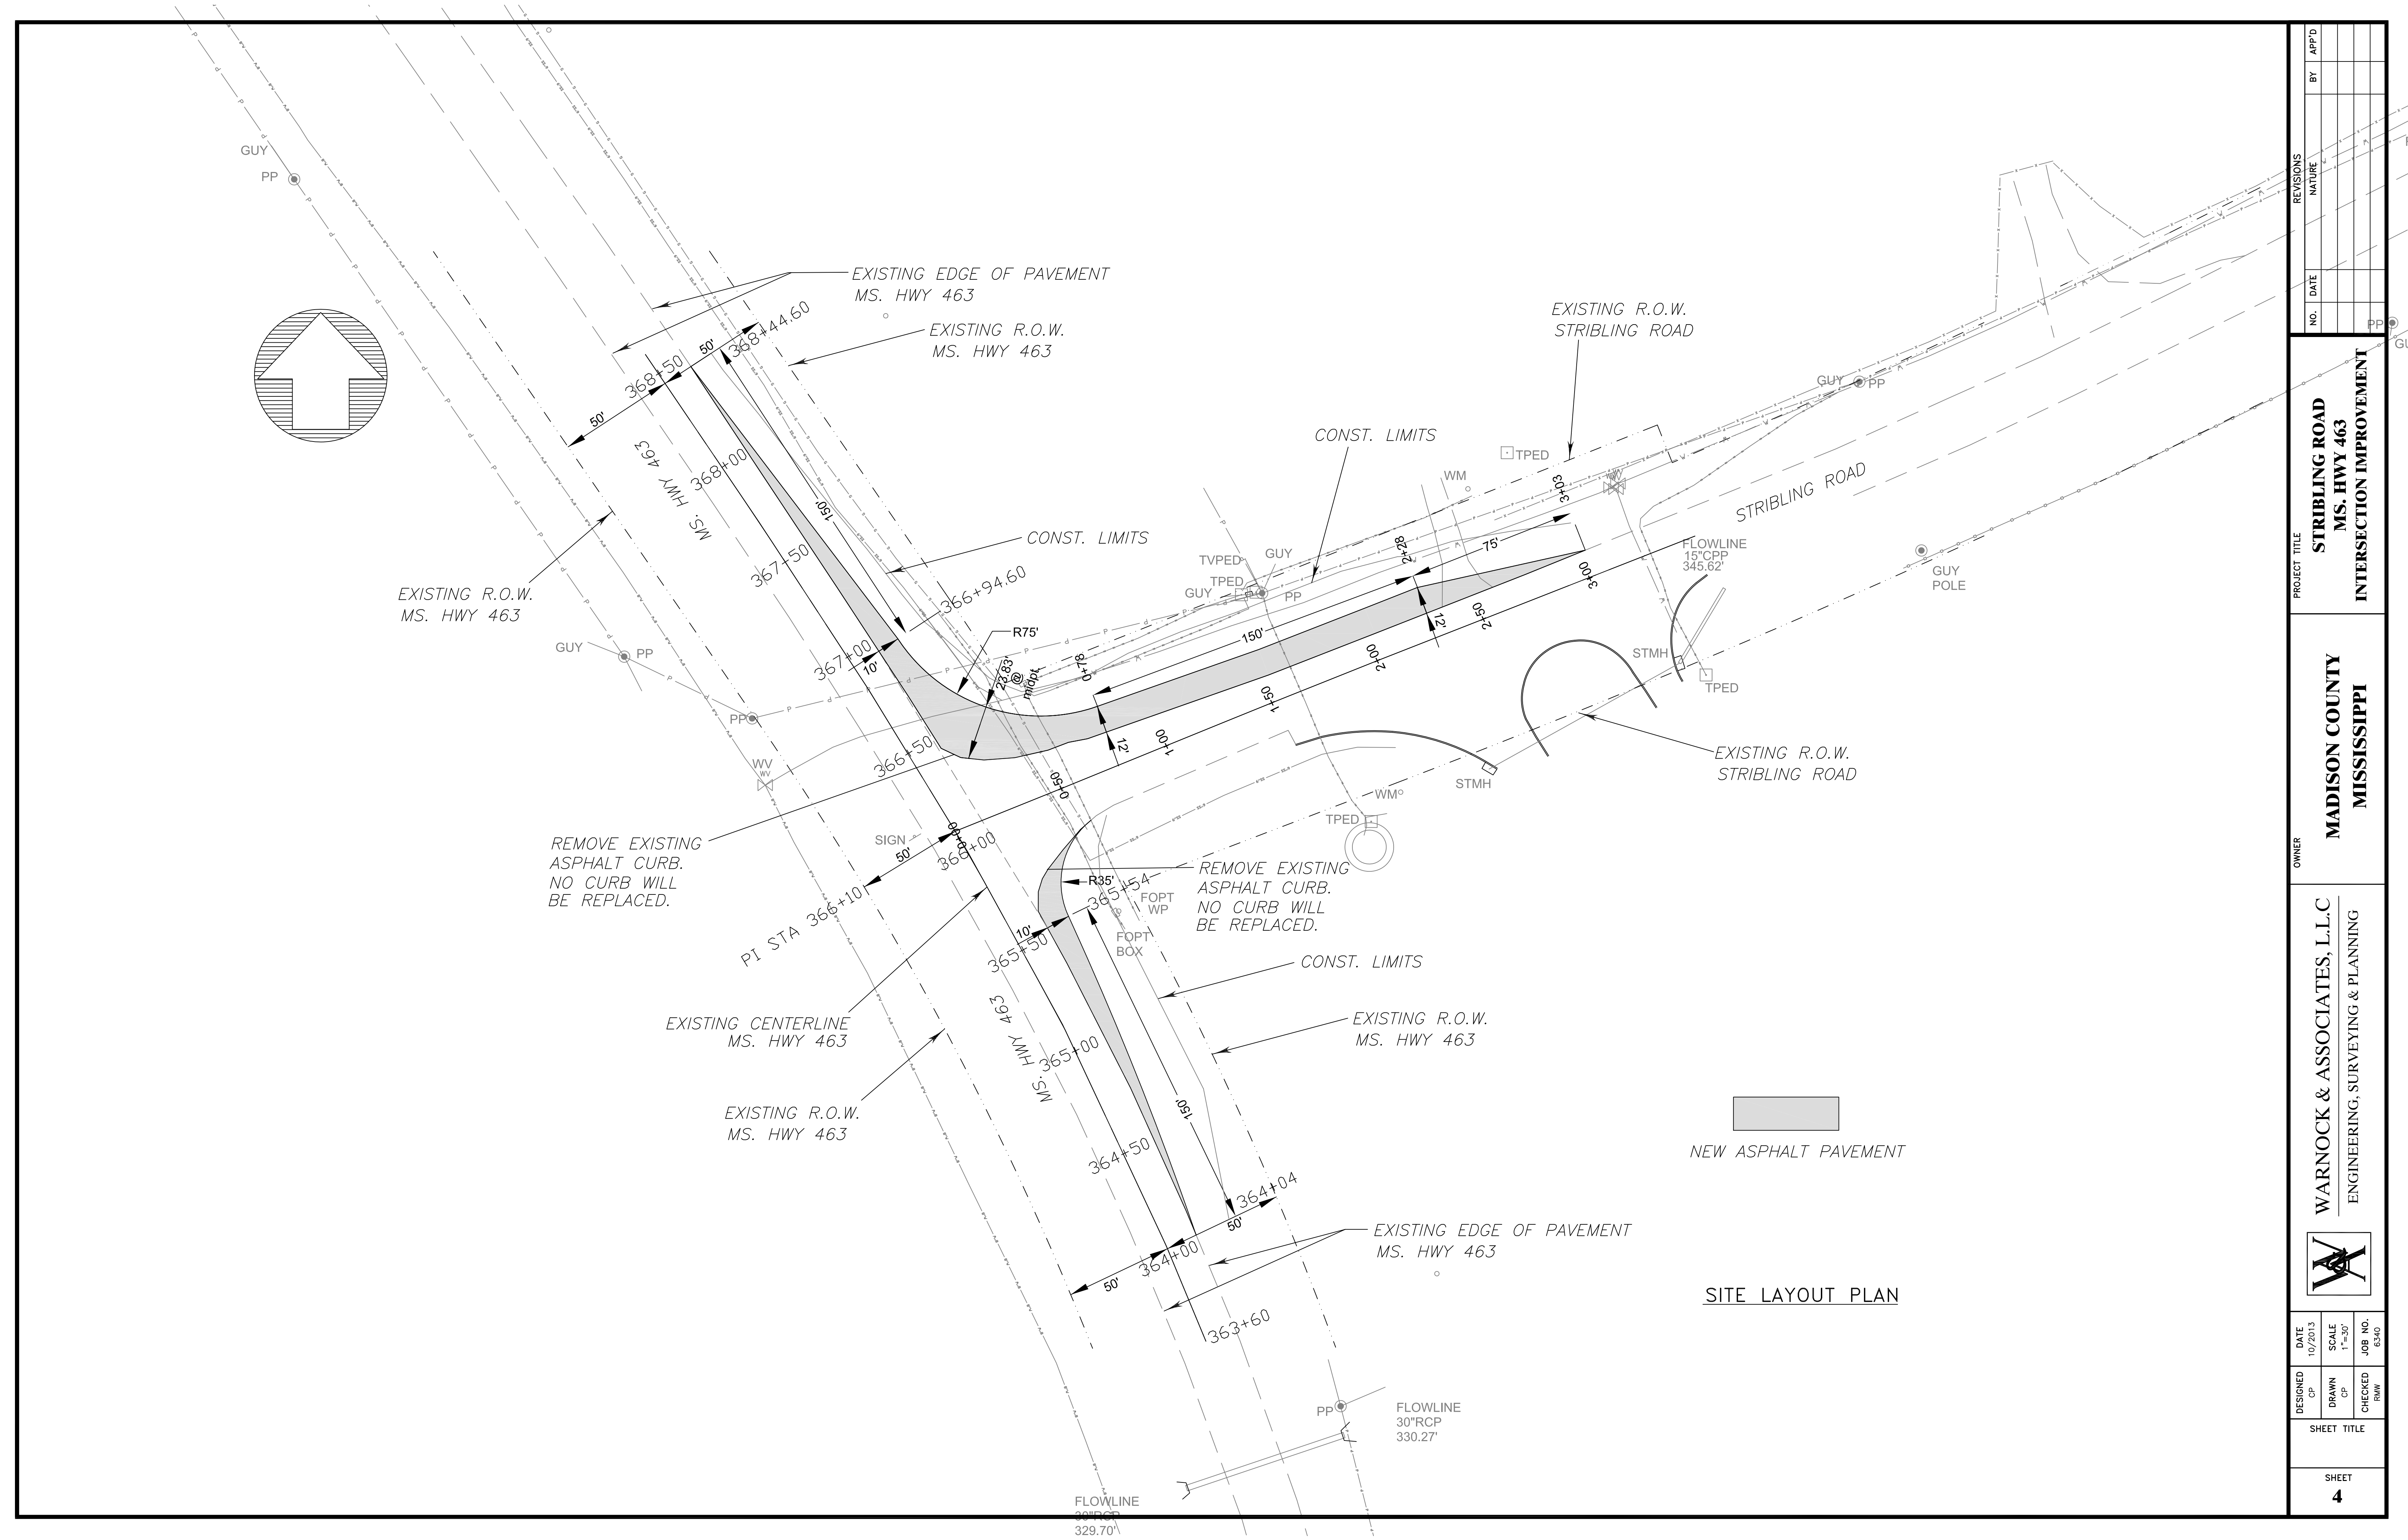 GUY
PP
EXISTING EDGE OF PAVEMENT
MS. HWY 463
368+44.60
EXISTING R.O.W.
MS. HWY 463
50'
368+50
50'
MS. HWY 463
368+00
150'
367+50
CONST. LIMITS
366+94.60
EXISTING R.O.W.
MS. HWY 463
GUY
PP
367+00
10'
R75'
23.83'
@
midpt.
0+78
PP
366+50
WV
WV
EXISTING R.O.W.
STRIBLING ROAD
CONST. LIMITS
TPED
WM
3+03
GUY
PP
STRIBLING ROAD
WV
TVPED
GUY
TPED
GUY
PP
2+28
75'
FLOWLINE
15"CPP
345.62'
3+00
GUY
POLE
150'
12'
2+50
2+00
1+50
1+00
12'
0+50
0+00
STMH
TPED
EXISTING R.O.W.
STRIBLING ROAD
STMH
WM
TPED
REMOVE EXISTING
ASPHALT CURB.
NO CURB WILL
BE REPLACED.
SIGN
50'
366+00
PI STA 366+10
R35'
365+54
REMOVE EXISTING
ASPHALT CURB.
NO CURB WILL
BE REPLACED.
FOPT
WP
FOPT
BOX
10'
365+50
CONST. LIMITS
EXISTING CENTERLINE
MS. HWY 463
MS. HWY 463
365+00
EXISTING R.O.W.
MS. HWY 463
EXISTING R.O.W.
MS. HWY 463
150'
364+50
364+04
50'
364+00
50'
EXISTING EDGE OF PAVEMENT
MS. HWY 463
363+60
NEW ASPHALT PAVEMENT
SITE LAYOUT PLAN
PP
FLOWLINE
30"RCP
330.27'
FLOWLINE
30"RCP
329.70'
PP
GU
REVISIONS
NO.
DATE
NATURE
BY
APP'D
PROJECT TITLE
STRIBLING ROAD
MS. HWY 463
INTERSECTION IMPROVEMENT
OWNER
MADISON COUNTY
MISSISSIPPI
WARNOCK & ASSOCIATES, L.L.C
ENGINEERING, SURVEYING & PLANNING
DESIGNED
CP
DATE
10/2013
DRAWN
CP
SCALE
1"=30'
CHECKED
RMW
JOB NO.
6340
SHEET TITLE
SHEET
4